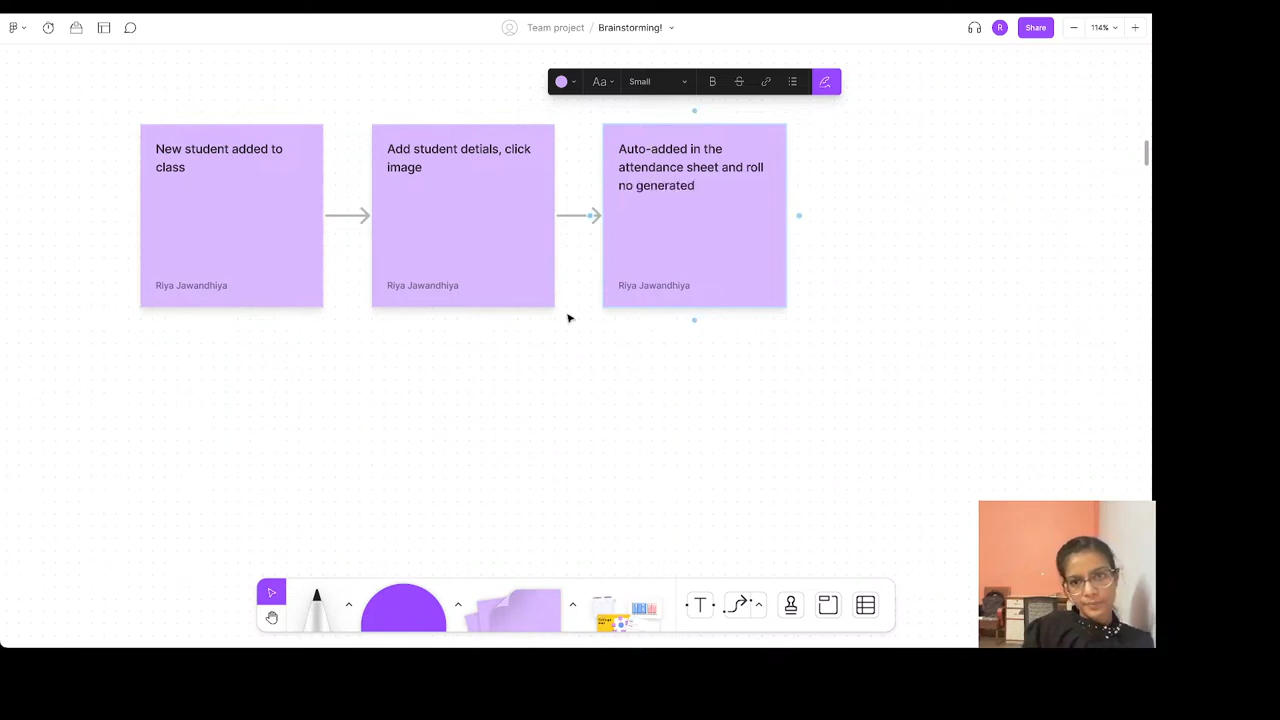 Team project / Brainstorming!
R
Share
114%
Aa
Small
B
S
New student added to
class
Riya Jawandhiya
Add student detials, click
image
Riya Jawandhiya
Auto-added in the
attendance sheet and roll
no generated
Riya Jawandhiya
T